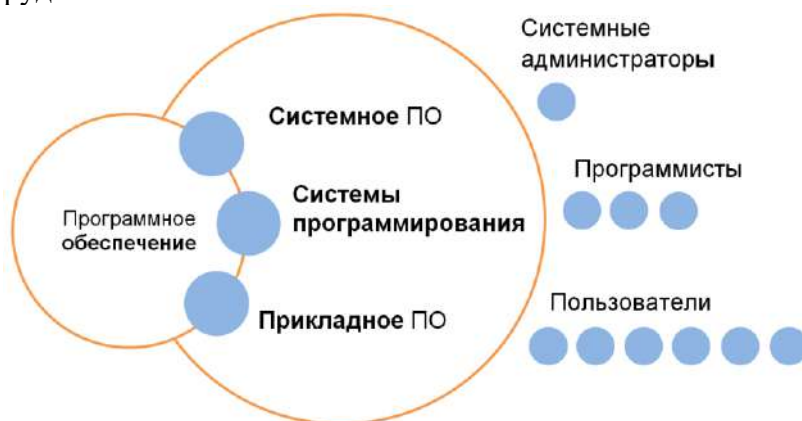 Системные
администраторы
Системное ПО
Программисты
Системы
программирования
Программное
обеспечение
Пользователи
Прикладное ПО